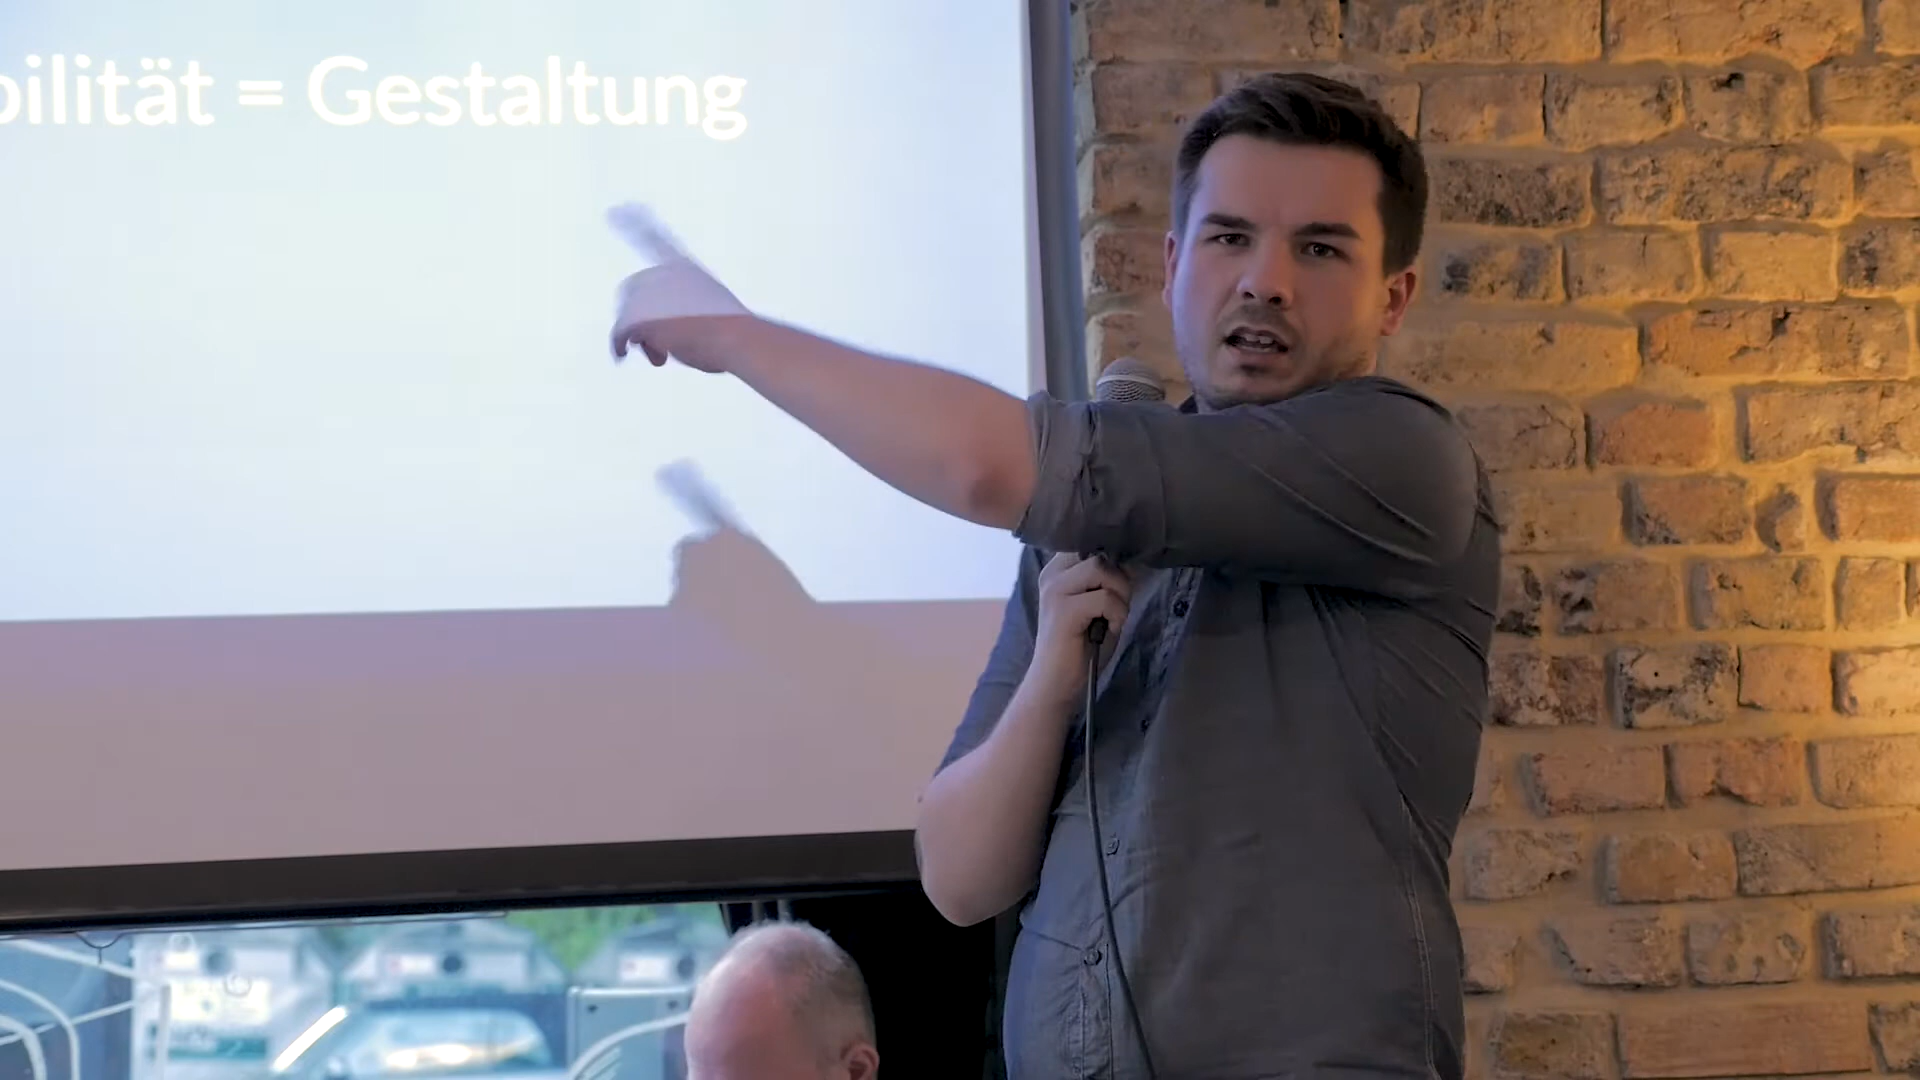 bilität = Gestaltung